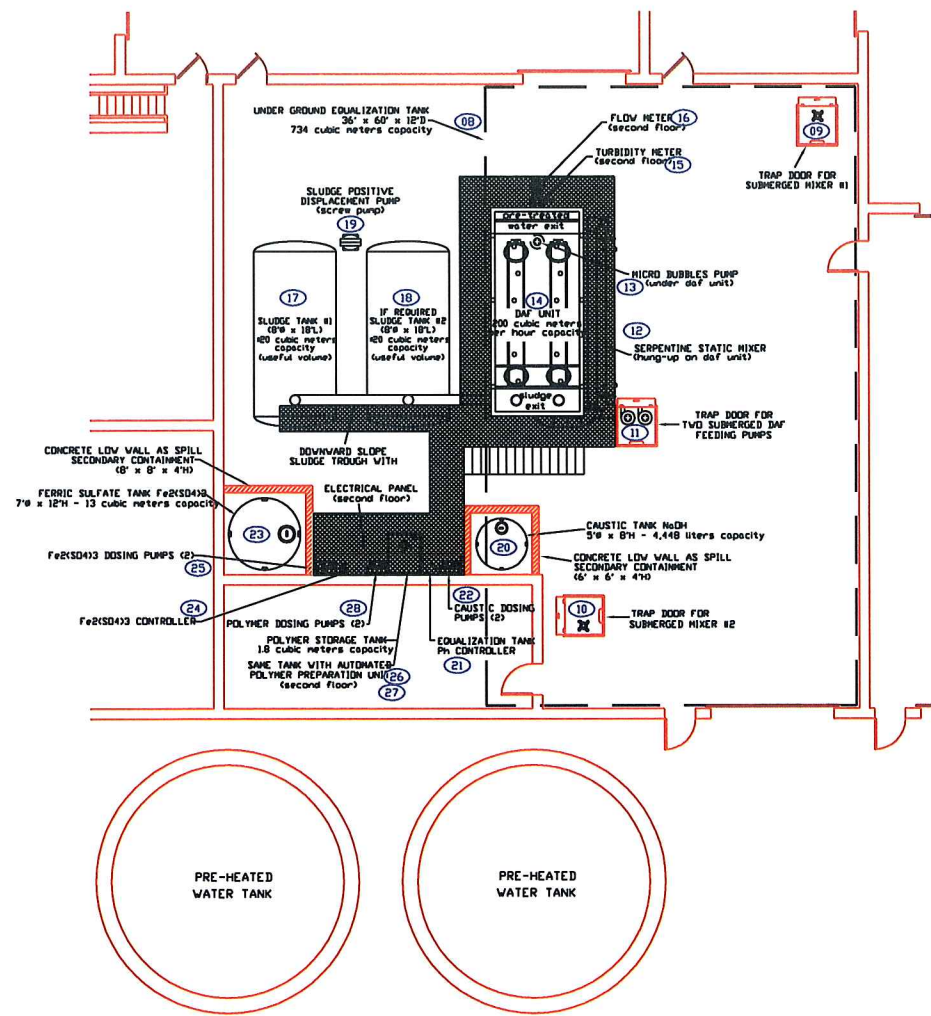 UNDER GROUND EQUALIZATION TANK
36' x 60' x 12'D
734 cubic meters capacity
08
FLOW METER
(second floor)
16
TURBIDITY METER
(second floor)
15
09
TRAP DOOR FOR
SUBMERGED MIXER #1
SLUDGE POSITIVE
DISPLACEMENT PUMP
(screw pump)
19
pre-treated
water exit
MICRO BUBBLES PUMP
(under daf unit)
13
17
SLUDGE TANK #1
(8'Ø x 18'L)
±20 cubic meters
capacity
(useful volume)
18
IF REQUIRED
SLUDGE TANK #2
(8'Ø x 18'L)
±20 cubic meters
capacity
(useful volume)
14
DAF UNIT
200 cubic meters
per hour capacity
12
SERPENTINE STATIC MIXER
(hung-up on daf unit)
sludge
exit
11
TRAP DOOR FOR
TWO SUBMERGED DAF
FEEDING PUMPS
DOWNWARD SLOPE
SLUDGE TROUGH WITH
CONCRETE LOW WALL AS SPILL
SECONDARY CONTAINMENT
(8' x 8' x 4'H)
FERRIC SULFATE TANK Fe2(SO4)3
7'Ø x 12'H - 13 cubic meters capacity
23
ELECTRICAL PANEL
(second floor)
20
CAUSTIC TANK NaOH
5'Ø x 8'H - 4,448 liters capacity
CONCRETE LOW WALL AS SPILL
SECONDARY CONTAINMENT
(6' x 6' x 4'H)
Fe2(SO4)3 DOSING PUMPS (2)
25
24
Fe2(SO4)3 CONTROLLER
28
POLYMER DOSING PUMPS (2)
22
CAUSTIC DOSING
PUMPS (2)
10
TRAP DOOR FOR
SUBMERGED MIXER #2
POLYMER STORAGE TANK
1.8 cubic meters capacity
EQUALIZATION TANK
Ph CONTROLLER
21
SAME TANK WITH AUTOMATED
POLYMER PREPARATION UNIT
(second floor)
26
27
PRE-HEATED
WATER TANK
PRE-HEATED
WATER TANK